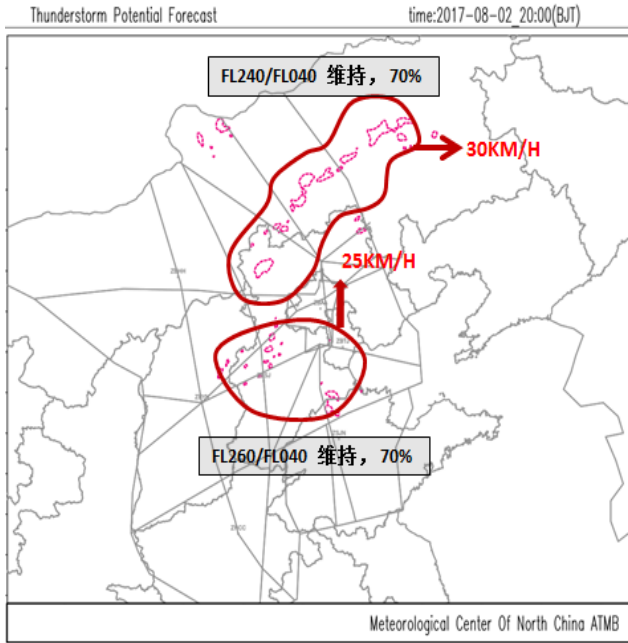 Thunderstorm Potential Forecast
time:2017-08-02_20:00(BJT)
FL240/FL040 维持，70%
30KM/H
25KM/H
FL260/FL040 维持，70%
Meteorological Center Of North China ATMB